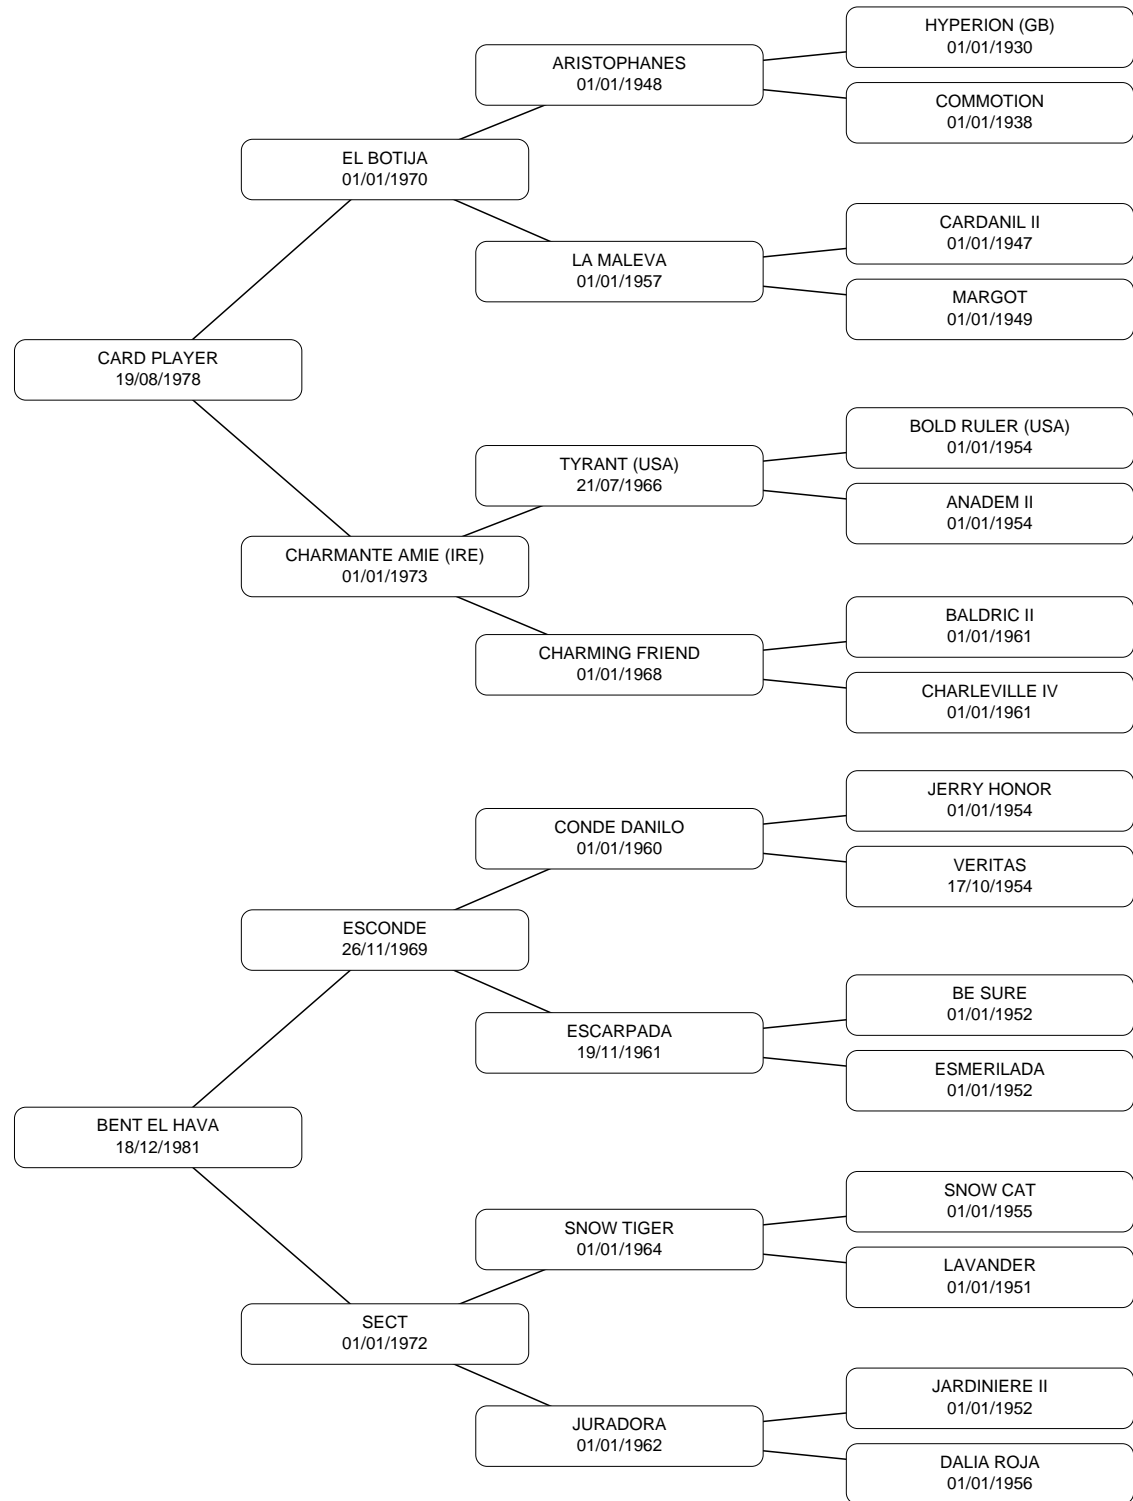 HYPERION (GB)
01/01/1930
ARISTOPHANES
01/01/1948
COMMOTION
01/01/1938
EL BOTIJA
01/01/1970
CARDANIL II
01/01/1947
LA MALEVA
01/01/1957
MARGOT
01/01/1949
CARD PLAYER
19/08/1978
BOLD RULER (USA)
01/01/1954
TYRANT (USA)
21/07/1966
ANADEM II
01/01/1954
CHARMANTE AMIE (IRE)
01/01/1973
BALDRIC II
01/01/1961
CHARMING FRIEND
01/01/1968
CHARLEVILLE IV
01/01/1961
JERRY HONOR
01/01/1954
CONDE DANILO
01/01/1960
VERITAS
17/10/1954
ESCONDE
26/11/1969
BE SURE
01/01/1952
ESCARPADA
19/11/1961
ESMERILADA
01/01/1952
BENT EL HAVA
18/12/1981
SNOW CAT
01/01/1955
SNOW TIGER
01/01/1964
LAVANDER
01/01/1951
SECT
01/01/1972
JARDINIERE II
01/01/1952
JURADORA
01/01/1962
DALIA ROJA
01/01/1956